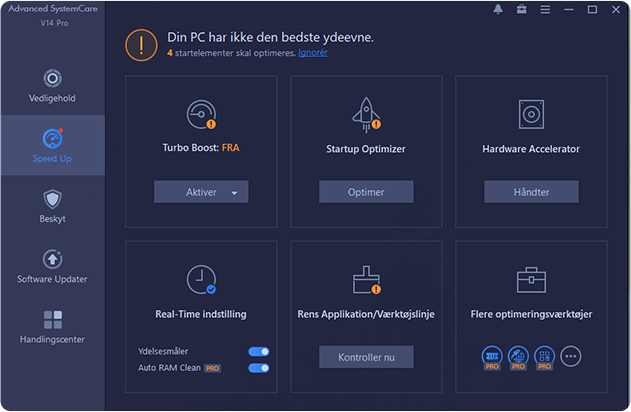 Advanced SystemCare
V14 Pro
Din PC har ikke den bedste ydeevne.
4 startelementer skal optimeres. Ignorér
Vedligehold
Speed Up
Beskyt
Software Updater
Handlingscenter
Turbo Boost: FRA
Aktiver
Startup Optimizer
Optimer
Hardware Accelerator
Håndter
Real-Time indstilling
Ydelsesmåler
Auto RAM Clean PRO
Rens Applikation/Værktøjslinje
Kontroller nu
Flere optimeringsværktøjer
PRO PRO PRO